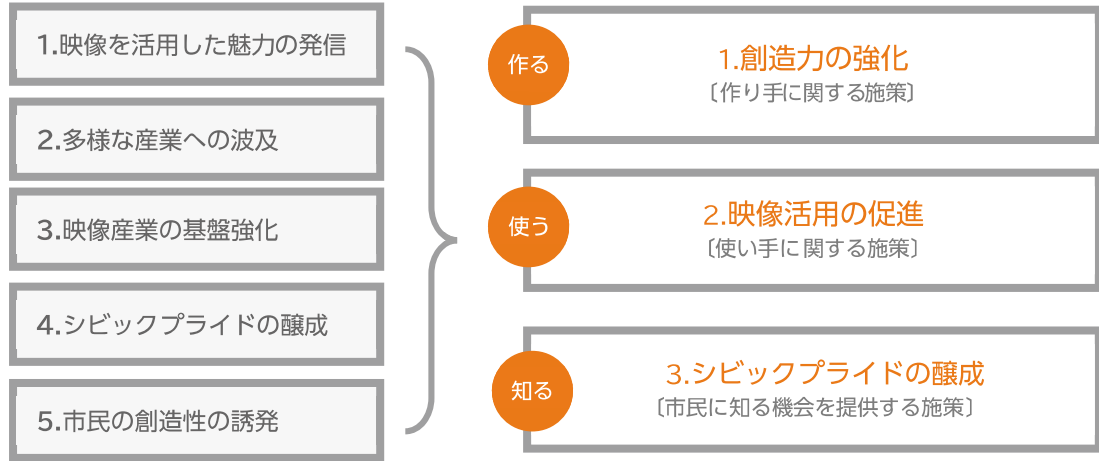 1.映像を活用した魅力の発信
2.多様な産業への波及
3.映像産業の基盤強化
4.シビックプライドの醸成
5.市民の創造性の誘発
作る
1.創造力の強化
〔作り手に関する施策〕
使う
2.映像活用の促進
〔使い手に関する施策〕
知る
3.シビックプライドの醸成
〔市民に知る機会を提供する施策〕